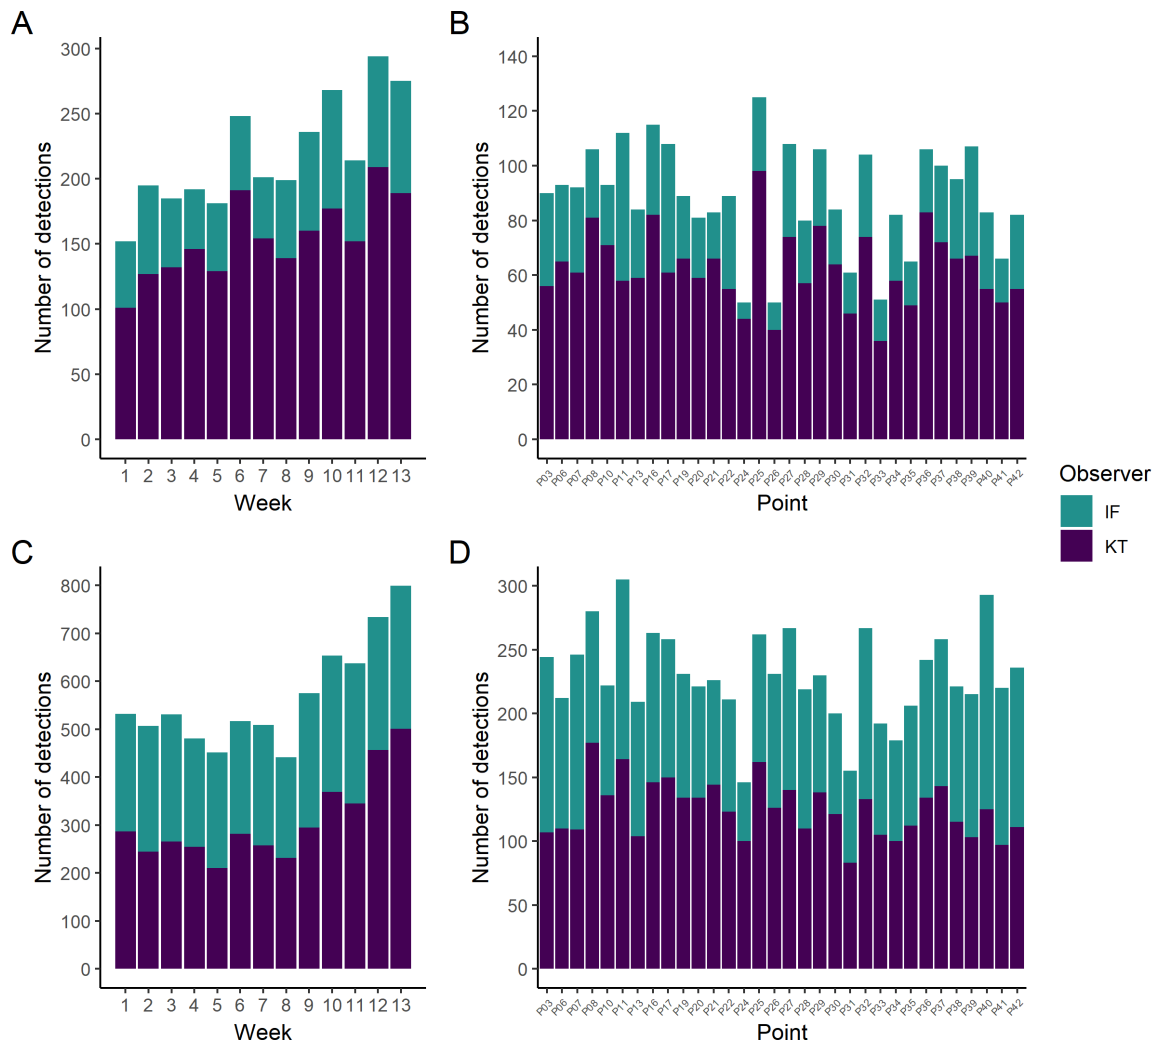 A
Number of detections
300
250
200
150
100
50
0
1 2 3 4 5 6 7 8 9 10 11 12 13
Week
B
Number of detections
140
120
100
80
60
40
20
0
P03 P06 P07 P08 P10 P11 P13 P16 P17 P19 P20 P21 P22 P24 P25 P26 P27 P28 P29 P30 P31 P32 P33 P34 P35 P36 P37 P38 P39 P40 P41 P42
Point
Observer
IF
KT
C
Number of detections
800
700
600
500
400
300
200
100
0
1 2 3 4 5 6 7 8 9 10 11 12 13
Week
D
Number of detections
300
250
200
150
100
50
0
P03 P06 P07 P08 P10 P11 P13 P16 P17 P19 P20 P21 P22 P24 P25 P26 P27 P28 P29 P30 P31 P32 P33 P34 P35 P36 P37 P38 P39 P40 P41 P42
Point